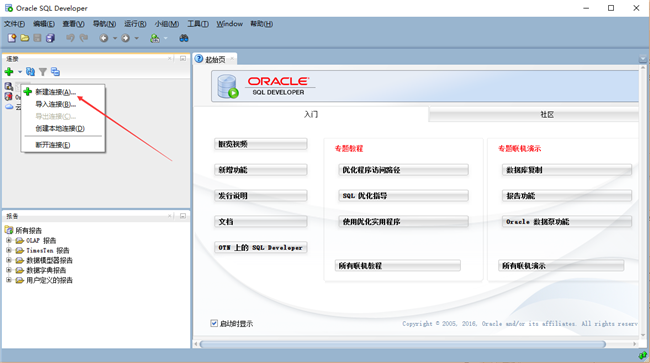 Oracle SQL Developer
文件(F) 编辑(E) 查看(V) 导航(N) 运行(R) 小组(M) 工具(T) Window 帮助(H)
连接
新建连接(A)...
导入连接(B)...
导出连接(C)...
创建本地连接(D)
断开连接(E)
报告
所有报告
OLAP 报告
TimesTen 报告
数据模型器报告
数据字典报告
用户定义的报告
起始页
ORACLE
SQL DEVELOPER
入门
社区
概览视频
新增功能
发行说明
文档
OTN 上的 SQL Developer
专题教程
优化程序访问路径
SQL 优化指导
使用优化实用程序
所有联机教程
专题联机演示
数据库复制
报告功能
Oracle 数据泵功能
所有联机演示
启动时显示
Copyright © 2005, 2016, Oracle and/or its affiliates. All rights reserv